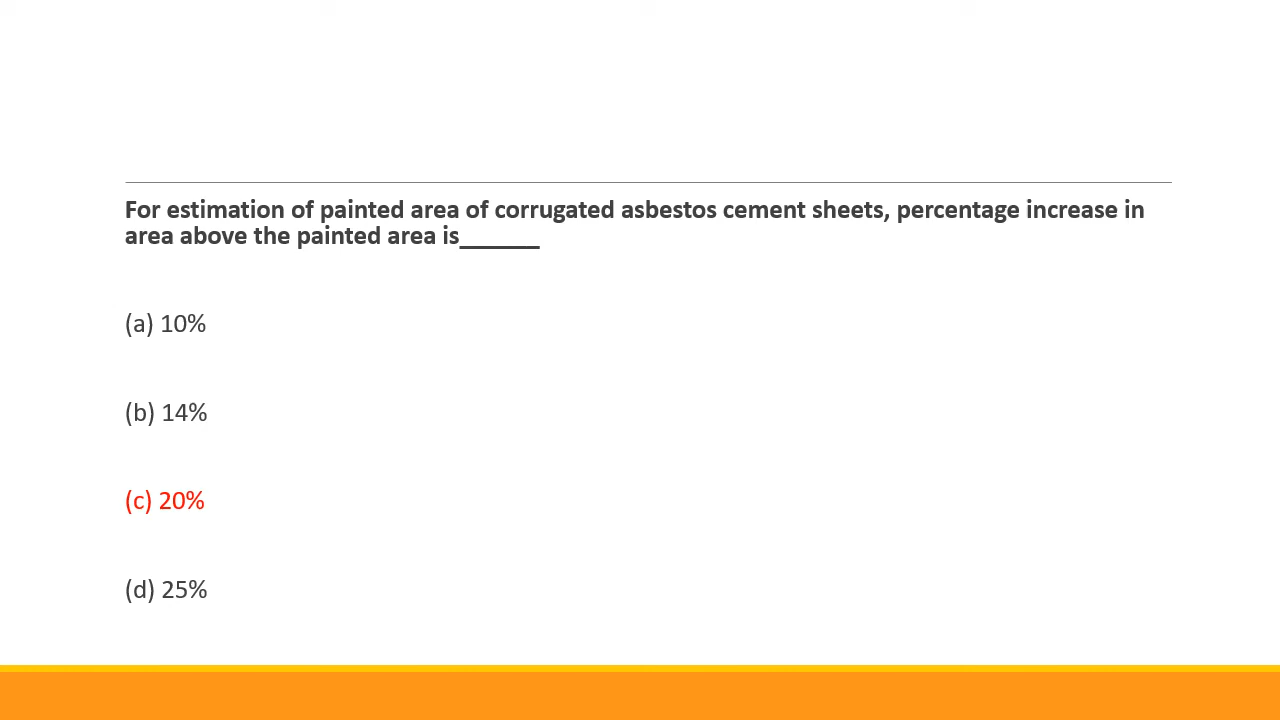 For estimation of painted area of corrugated asbestos cement sheets, percentage increase in
area above the painted area is______
(a) 10%
(b) 14%
(c) 20%
(d) 25%